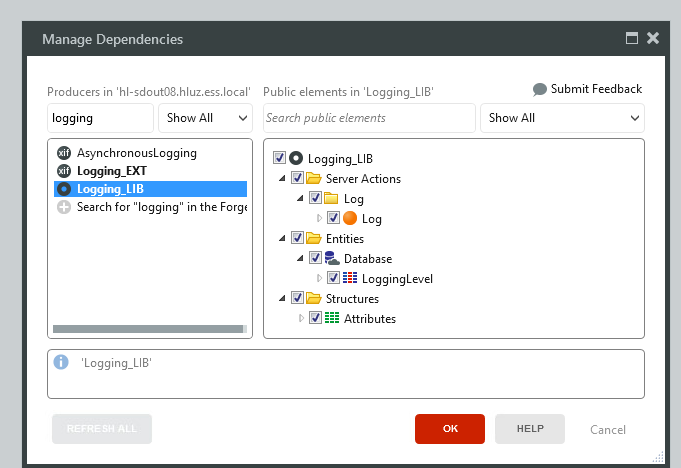 Manage Dependencies
Producers in 'hl-sdout08.hluz.ess.local'
Public elements in 'Logging_LIB'
Submit Feedback
logging
Show All
Search public elements
Show All
xif AsynchronousLogging
xif Logging_EXT
Logging_LIB
Search for "logging" in the Forge
Logging_LIB
Server Actions
Log
Log
Entities
Database
LoggingLevel
Structures
Attributes
'Logging_LIB'
REFRESH ALL
OK
HELP
Cancel